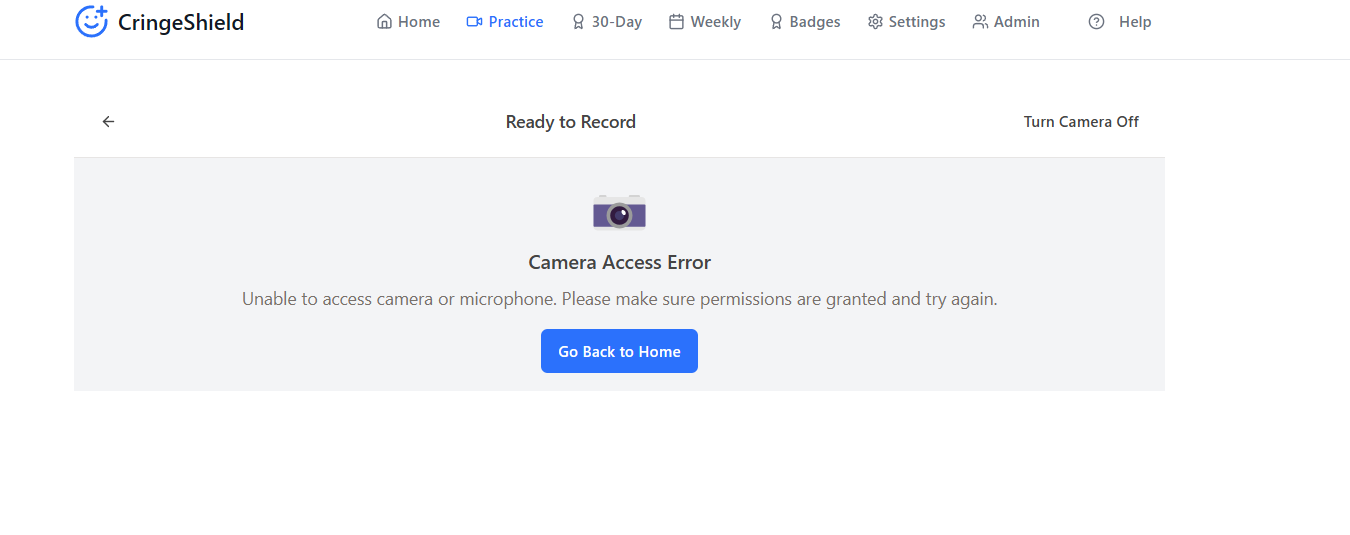 CringeShield Home Practice 30-Day Weekly Badges Settings Admin Help
Ready to Record Turn Camera Off
Camera Access Error
Unable to access camera or microphone. Please make sure permissions are granted and try again.
Go Back to Home